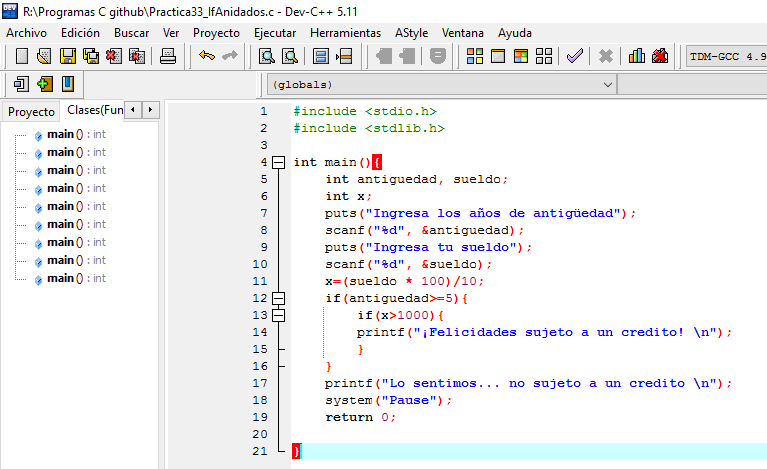 R:\Programas C github\Practica33_IfAnidados.c - Dev-C++ 5.11
Archivo Edición Buscar Ver Proyecto Ejecutar Herramientas AStyle Ventana Ayuda
TDM-GCC 4.9
(globals)
Proyecto Clases(Fun
main() : int
main() : int
main() : int
main() : int
main() : int
main() : int
main() : int
main() : int
main() : int
1 #include <stdio.h>
2 #include <stdlib.h>
3
4 int main(){
5 int antiguedad, sueldo;
6 int x;
7 puts("Ingresa los años de antigüedad");
8 scanf("%d", &antiguedad);
9 puts("Ingresa tu sueldo");
10 scanf("%d", &sueldo);
11 x=(sueldo * 100)/10;
12 if(antiguedad>=5){
13 if(x>1000){
14 printf("¡Felicidades sujeto a un credito! \n");
15 }
16 }
17 printf("Lo sentimos... no sujeto a un credito \n");
18 system("Pause");
19 return 0;
20
21 }